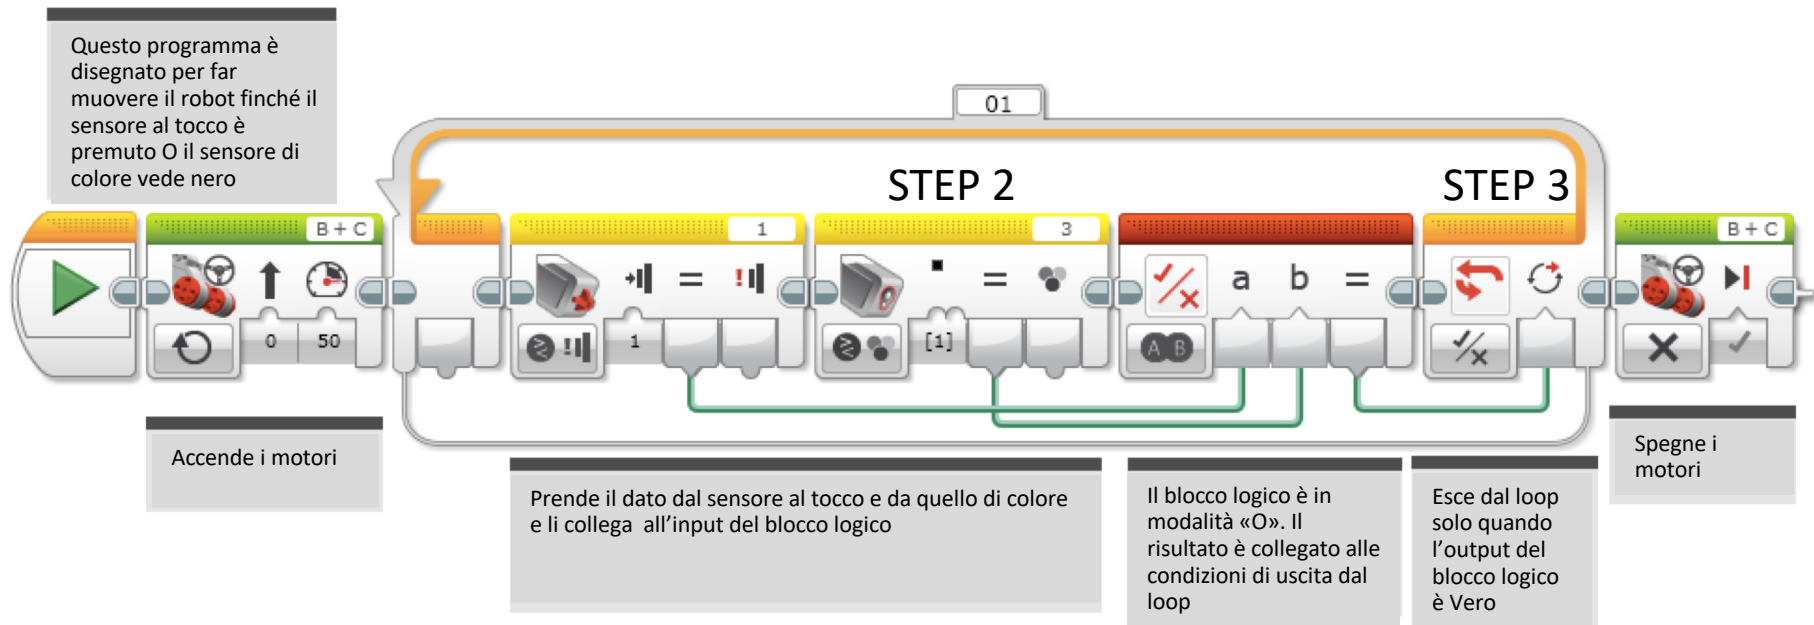 Questo programma è
disegnato per far
muovere il robot finché il
sensore al tocco è
premuto O il sensore di
colore vede nero
01
STEP 2
STEP 3
B + C
1
3
B + C
a b =
= 
=
0 50
1
[1]
A B
Accende i motori
Prende il dato dal sensore al tocco e da quello di colore
e li collega all’input del blocco logico
Il blocco logico è in
modalità «O». Il
risultato è collegato alle
condizioni di uscita dal
loop
Esce dal loop
solo quando
l’output del
blocco logico
è Vero
Spegne i
motori